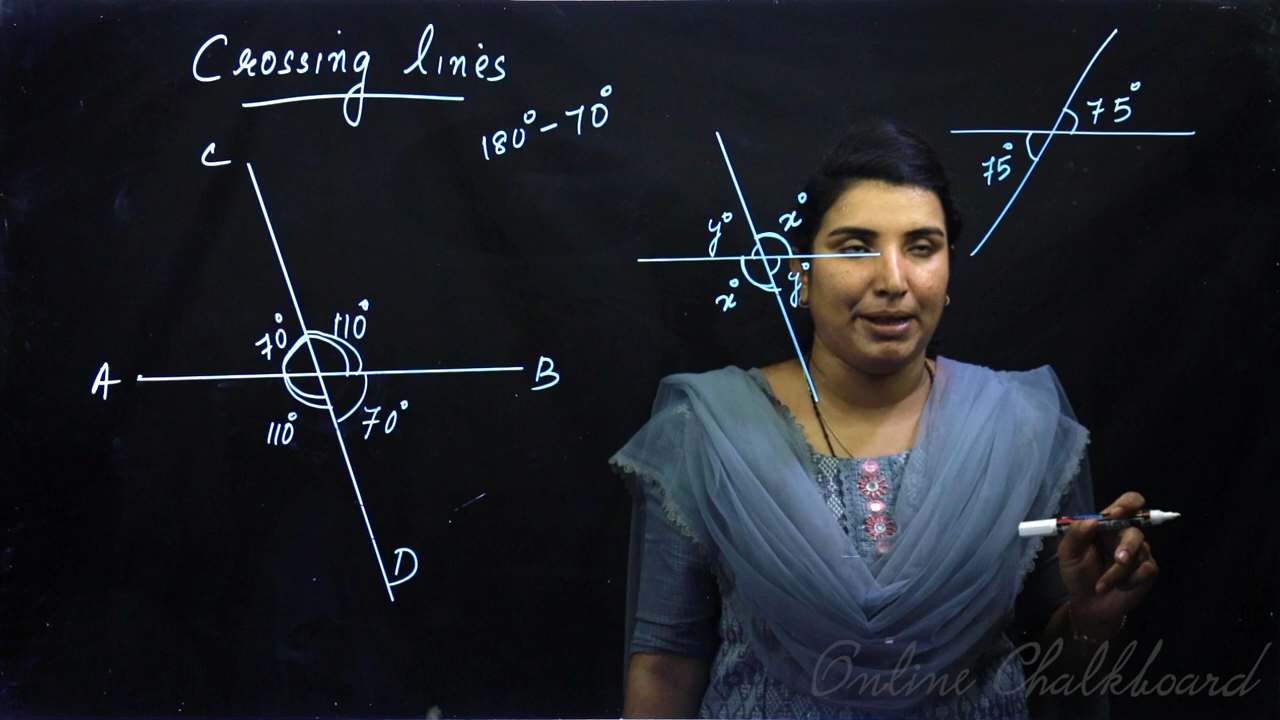 Crossing lines
180° - 70°
C
70°
110°
A
B
110°
70°
D
y°
x°
x°
y°
75°
75°
Online Chalkboard